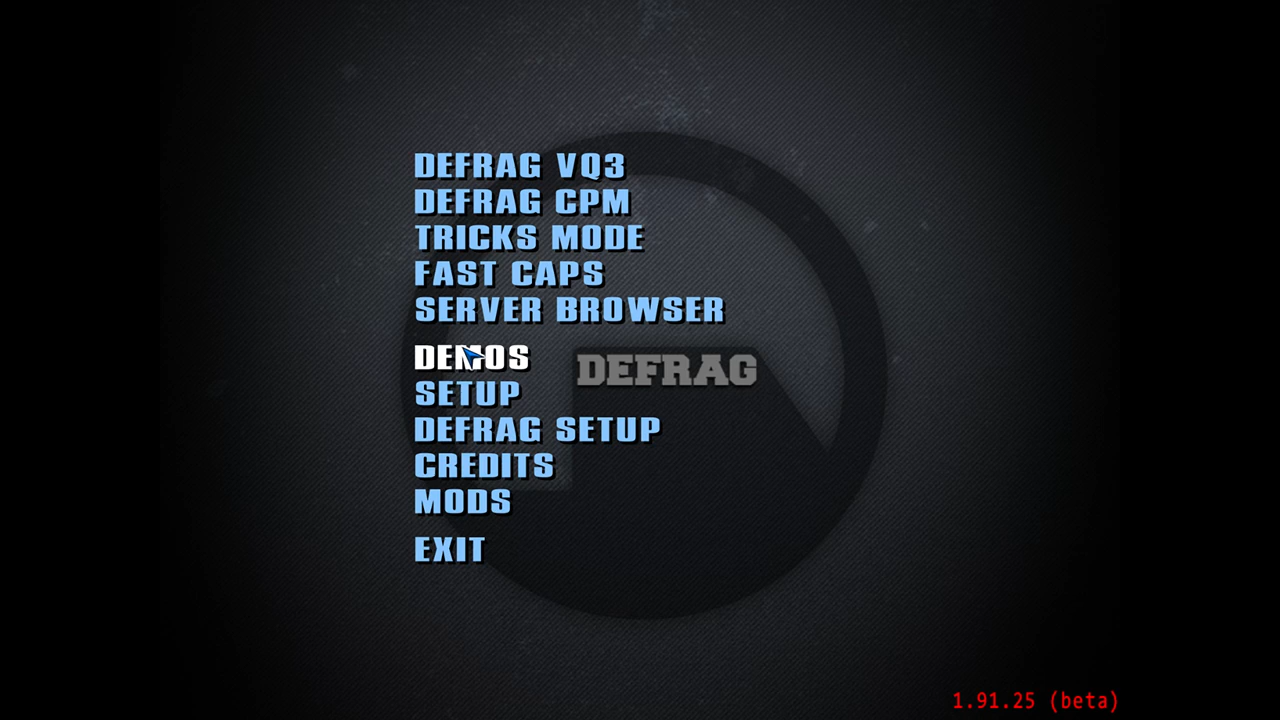 DEFRAG VQ3
DEFRAG CPM
TRICKS MODE
FAST CAPS
SERVER BROWSER
DEMOS
DEFRAG
SETUP
DEFRAG SETUP
CREDITS
MODS
EXIT
1.91.25 (beta)